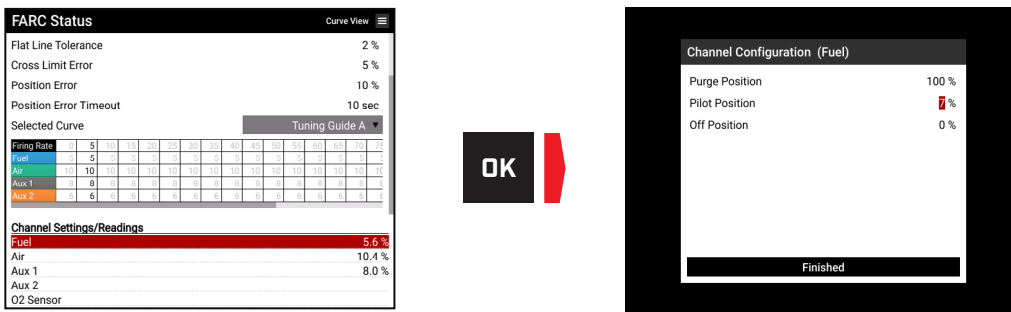 FARC Status Curve View
Flat Line Tolerance 2 %
Cross Limit Error 5 %
Position Error 10 %
Position Error Timeout 10 sec
Selected Curve Tuning Guide A
Firing Rate 0 5 10 15 20 25 30 35 40 45 50 55 60 65 70 75
Fuel 5 5 5 5 5 5 5 5 5 5 5 5 5 5 5 5
Air 10 10 10 10 10 10 10 10 10 10 10 10 10 10 10 10
Aux 1 8 8 8 8 8 8 8 8 8 8 8 8 8 8 8 8
Aux 2 6 6 6 6 6 6 6 6 6 6 6 6 6 6 6 6
Channel Settings/Readings
Fuel 5.6 %
Air 10.4 %
Aux 1 8.0 %
Aux 2
O2 Sensor
OK
Channel Configuration (Fuel)
Purge Position 100 %
Pilot Position 7 %
Off Position 0 %
Finished